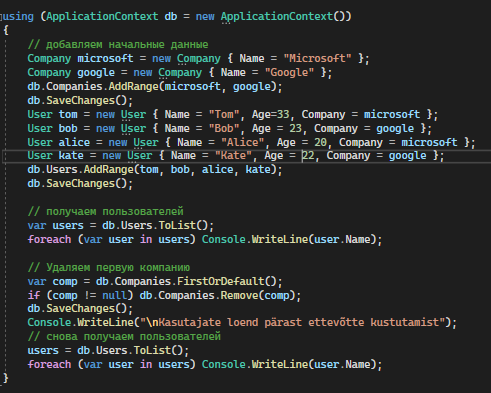 using (ApplicationContext db = new ApplicationContext())
{
// добавляем начальные данные
Company microsoft = new Company { Name = "Microsoft" };
Company google = new Company { Name = "Google" };
db.Companies.AddRange(microsoft, google);
db.SaveChanges();
User tom = new User { Name = "Tom", Age=33, Company = microsoft };
User bob = new User { Name = "Bob", Age = 23, Company = google };
User alice = new User { Name = "Alice", Age = 20, Company = microsoft };
User kate = new User { Name = "Kate", Age = 22, Company = google };
db.Users.AddRange(tom, bob, alice, kate);
db.SaveChanges();
// получаем пользователей
var users = db.Users.ToList();
foreach (var user in users) Console.WriteLine(user.Name);
// Удаляем первую компанию
var comp = db.Companies.FirstOrDefault();
if (comp != null) db.Companies.Remove(comp);
db.SaveChanges();
Console.WriteLine("\nKasutajate loend pärast ettevõtte kustutamist");
// снова получаем пользователей
users = db.Users.ToList();
foreach (var user in users) Console.WriteLine(user.Name);
}